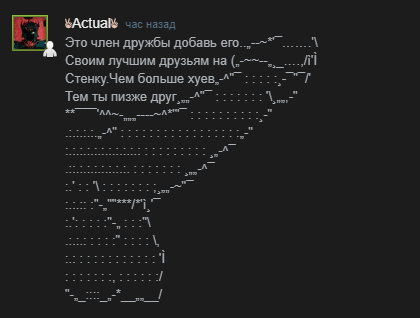 ✌🏻Actual✌🏻 час назад
Это член дружбы добавь его..„--~*'¯…….'\
Своим лучшим друзьям на („-~~--„¸_….,/ì'Ì
Стенку.Чем больше хуев„-^"¯ : : : : :¸-¯"¯/'
Тем ты пизже друг¸„„-^"¯ : : : : : : : '\¸„„,-"
**¯¯¯'^^~-„„„----~^*'"¯ : : : : : : : : : :¸-"
.:.:.:.:.„-^" : : : : : : : : : : : : : : : : :„-"
:.:.:.:.:.:.:.:.:.:.: : : : : : : : : : ¸„-^¯
.::.:.:.:.:.:.:.:. : : : : : : : ¸„„-^¯
:.' : : '\ : : : : : : : ;¸„„-~"¯
:.:.:: :"-„""***/*'ì¸'¯
:.': : : : :"-„ : : :"\
.:.:.: : : : :" : : : : \,
:.: : : : : : : : : : : : 'Ì
: : : : : : :, : : : : : :/
"-„_::::_„-*__„„__/